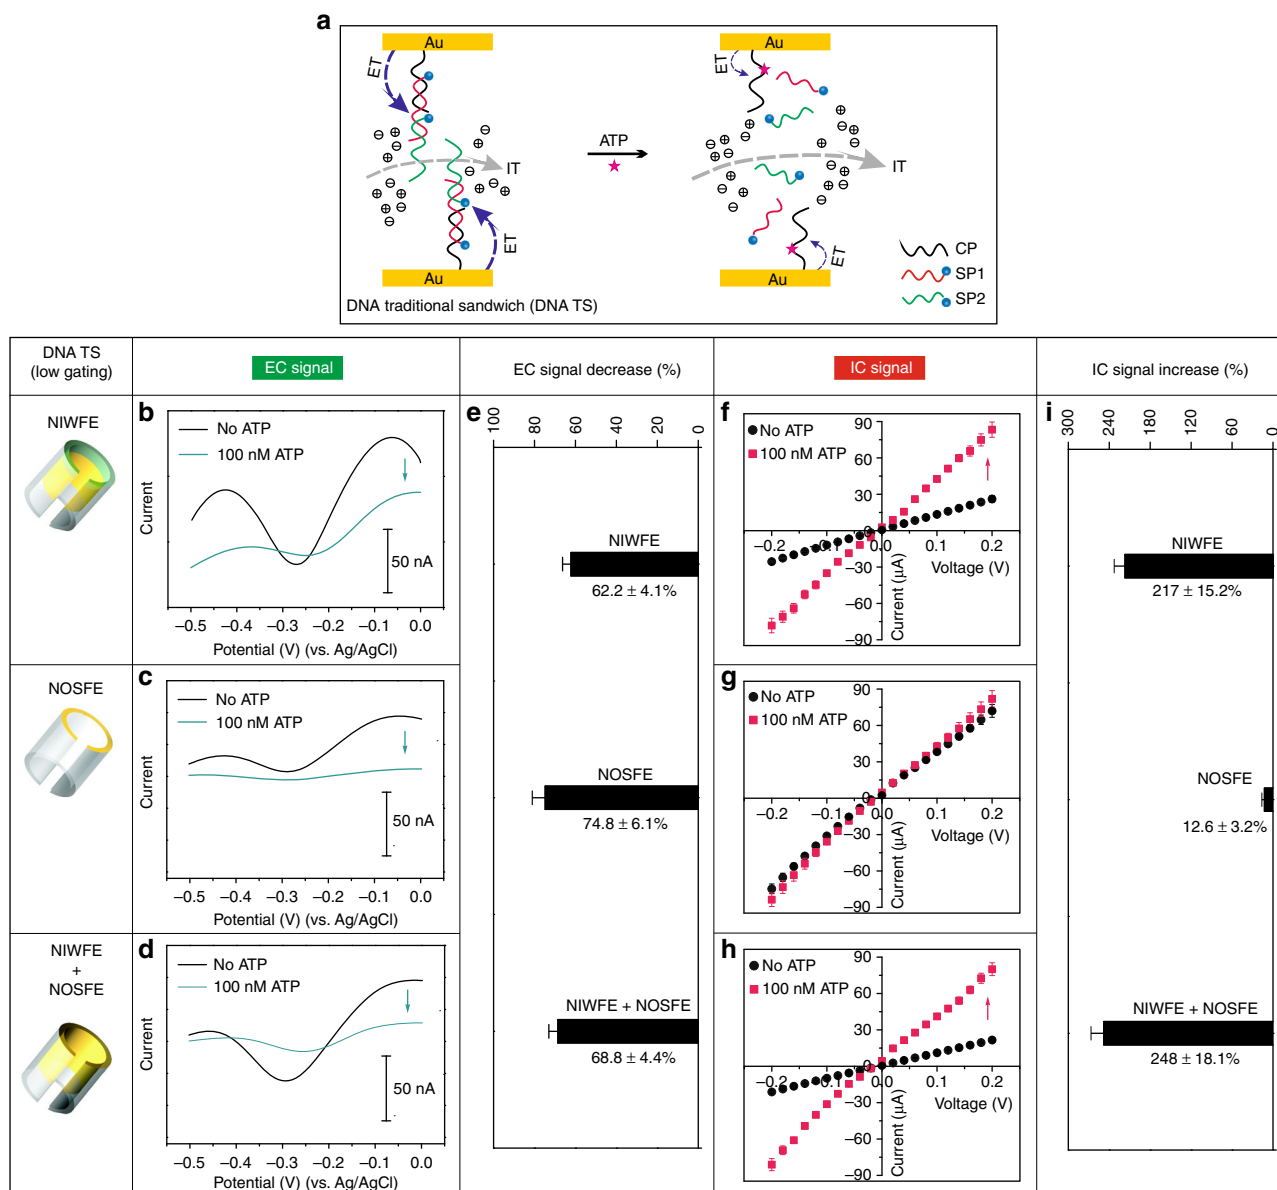 a
Au
Au
ET
ET
IT
ATP
IT
ET
ET
CP
SP1
SP2
Au
Au
DNA traditional sandwich (DNA TS)
DNA TS
(low gating)
EC signal
EC signal decrease (%)
IC signal
IC signal increase (%)
NIWFE
b
No ATP
100 nM ATP
Current
50 nA
−0.5 −0.4 −0.3 −0.2 −0.1 0.0
Potential (V) (vs. Ag/AgCl)
e
100 80 60 40 20 0
NIWFE
62.2 ± 4.1%
NOSFE
74.8 ± 6.1%
NIWFE + NOSFE
68.8 ± 4.4%
f
No ATP
100 nM ATP
90
60
30
0
−30
−60
−90
−0.2 −0.1 0.0 0.1 0.2
Voltage (V)
Current (µA)
i
300 240 180 120 60 0
NIWFE
217 ± 15.2%
NOSFE
12.6 ± 3.2%
NIWFE + NOSFE
248 ± 18.1%
NOSFE
c
No ATP
100 nM ATP
Current
50 nA
−0.5 −0.4 −0.3 −0.2 −0.1 0.0
Potential (V) (vs. Ag/AgCl)
g
No ATP
100 nM ATP
90
60
30
0
−30
−60
−90
−0.2 −0.1 0.0 0.1 0.2
Voltage (V)
Current (µA)
NIWFE
+
NOSFE
d
No ATP
100 nM ATP
Current
50 nA
−0.5 −0.4 −0.3 −0.2 −0.1 0.0
Potential (V) (vs. Ag/AgCl)
h
No ATP
100 nM ATP
90
60
30
0
−30
−60
−90
−0.2 −0.1 0.0 0.1 0.2
Voltage (V)
Current (µA)